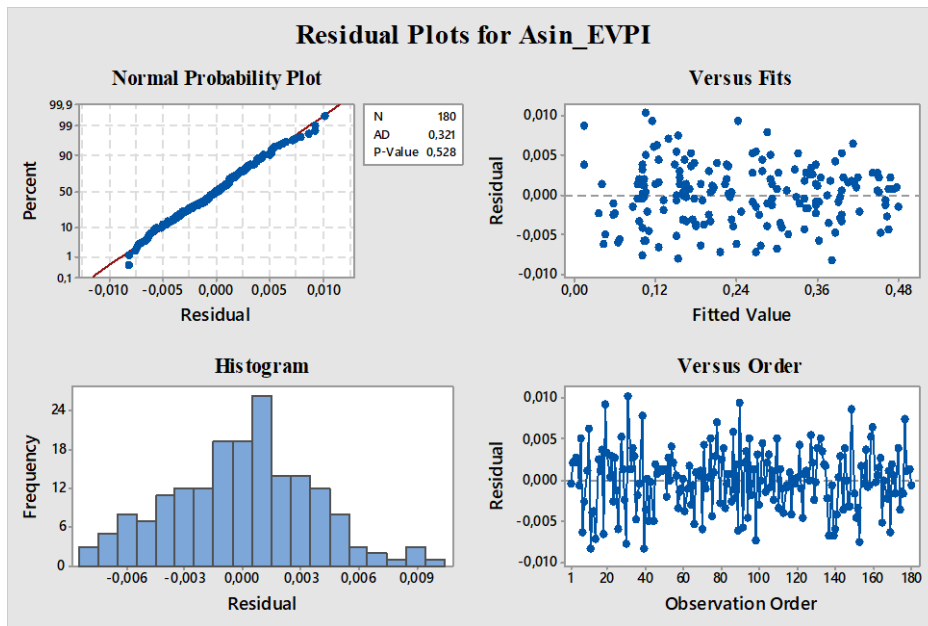 Residual Plots for Asin_EVPI
Normal Probability Plot
99,9
99
90
50
10
1
0,1
Percent
-0,010 -0,005 0,000 0,005 0,010
Residual
N 180
AD 0,321
P-Value 0,528
Versus Fits
0,010
0,005
0,000
-0,005
-0,010
Residual
0,00 0,12 0,24 0,36 0,48
Fitted Value
Histogram
24
18
12
6
0
Frequency
-0,006 -0,003 0,000 0,003 0,006 0,009
Residual
Versus Order
0,010
0,005
0,000
-0,005
-0,010
Residual
1 20 40 60 80 100 120 140 160 180
Observation Order